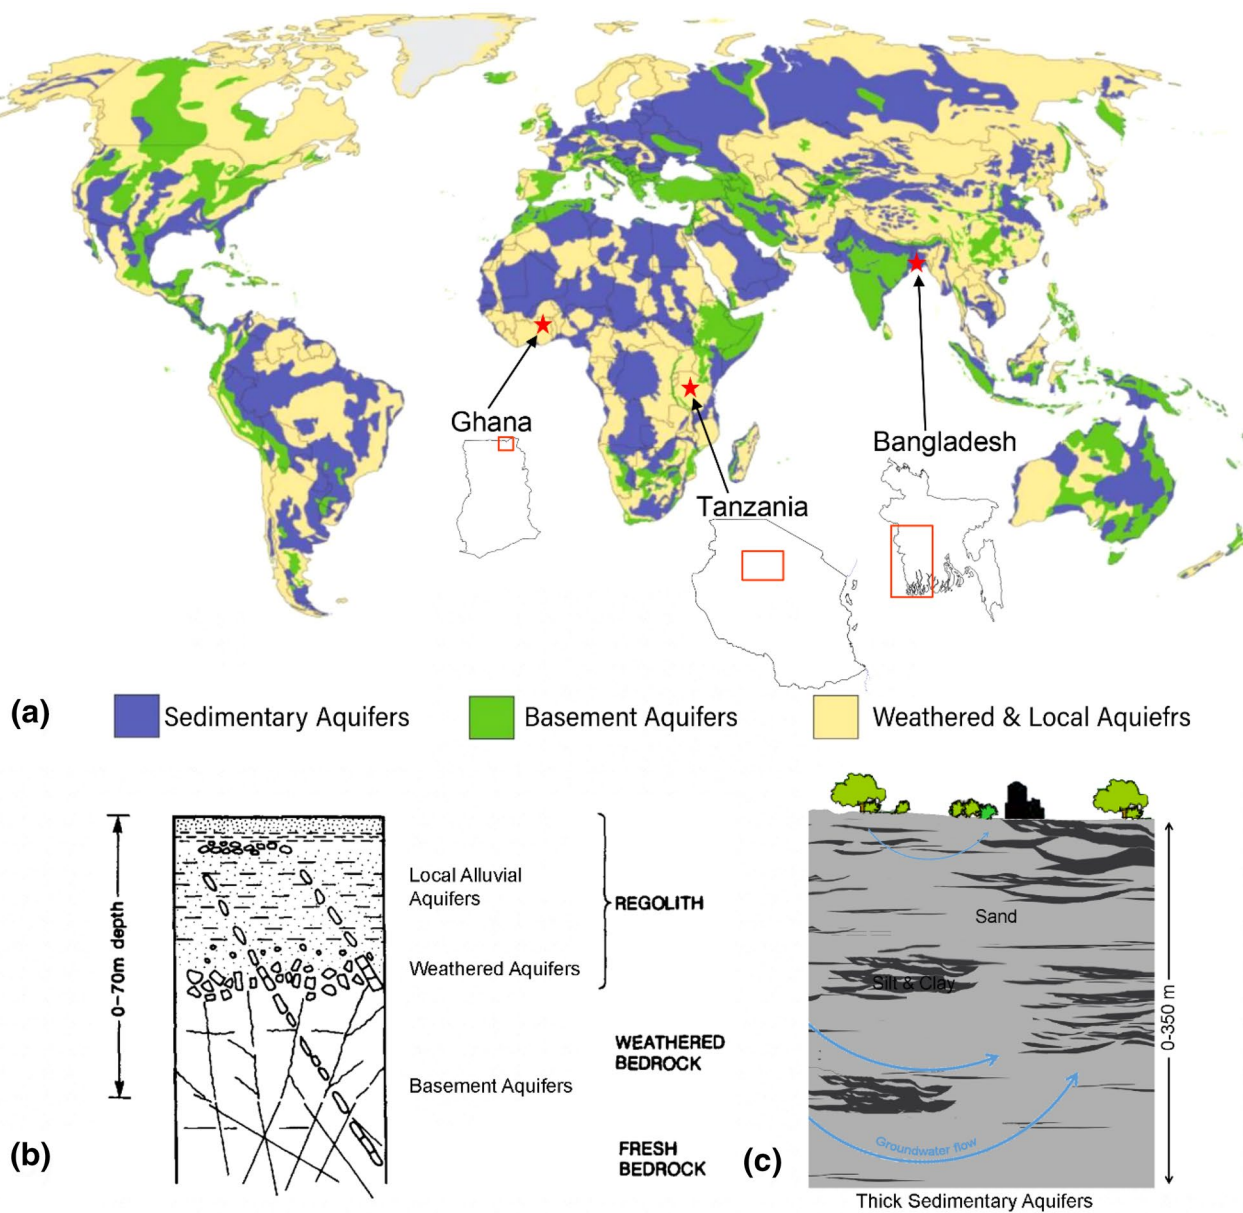 Ghana
Bangladesh
Tanzania
(a)
Sedimentary Aquifers
Basement Aquifers
Weathered & Local Aquiefrs
0-70m depth
Local Alluvial
Aquifers
REGOLITH
Weathered Aquifers
WEATHERED
BEDROCK
Basement Aquifers
FRESH
BEDROCK
(b)
Sand
Silt & Clay
0-350 m
Groundwater flow
(c)
Thick Sedimentary Aquifers